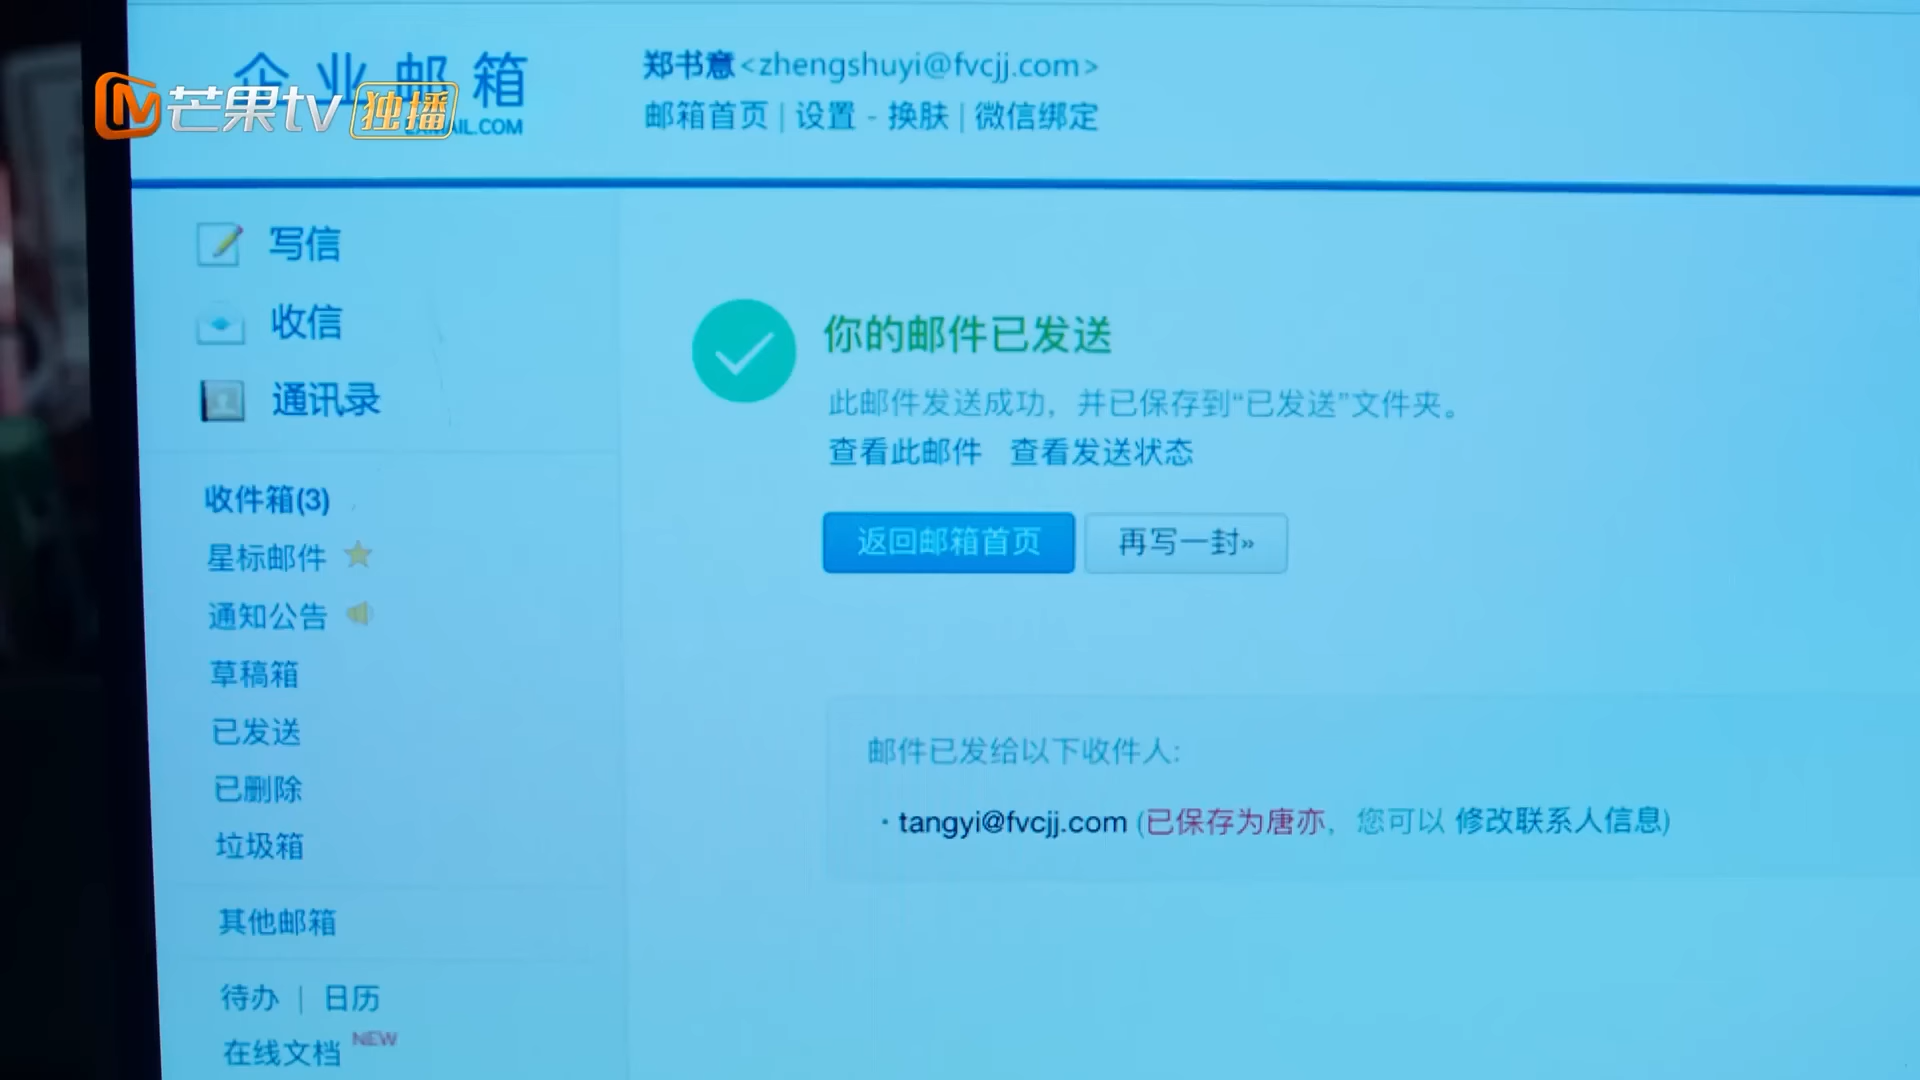 企业邮箱
芒果tv 独播
MAIL.COM
郑书意<zhengshuyi@fvcjj.com>
邮箱首页 | 设置 - 换肤 | 微信绑定
写信
收信
通讯录
收件箱(3)
星标邮件
通知公告
草稿箱
已发送
已删除
垃圾箱
其他邮箱
待办 | 日历
在线文档 NEW
你的邮件已发送
此邮件发送成功，并已保存到“已发送”文件夹。
查看此邮件 查看发送状态
返回邮箱首页 再写一封»
邮件已发给以下收件人:
· tangyi@fvcjj.com (已保存为唐亦，您可以 修改联系人信息)